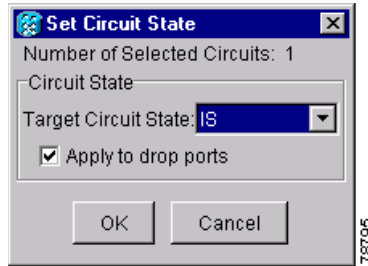 Set Circuit State
Number of Selected Circuits: 1
Circuit State
Target Circuit State: IS
Apply to drop ports
OK Cancel
78795